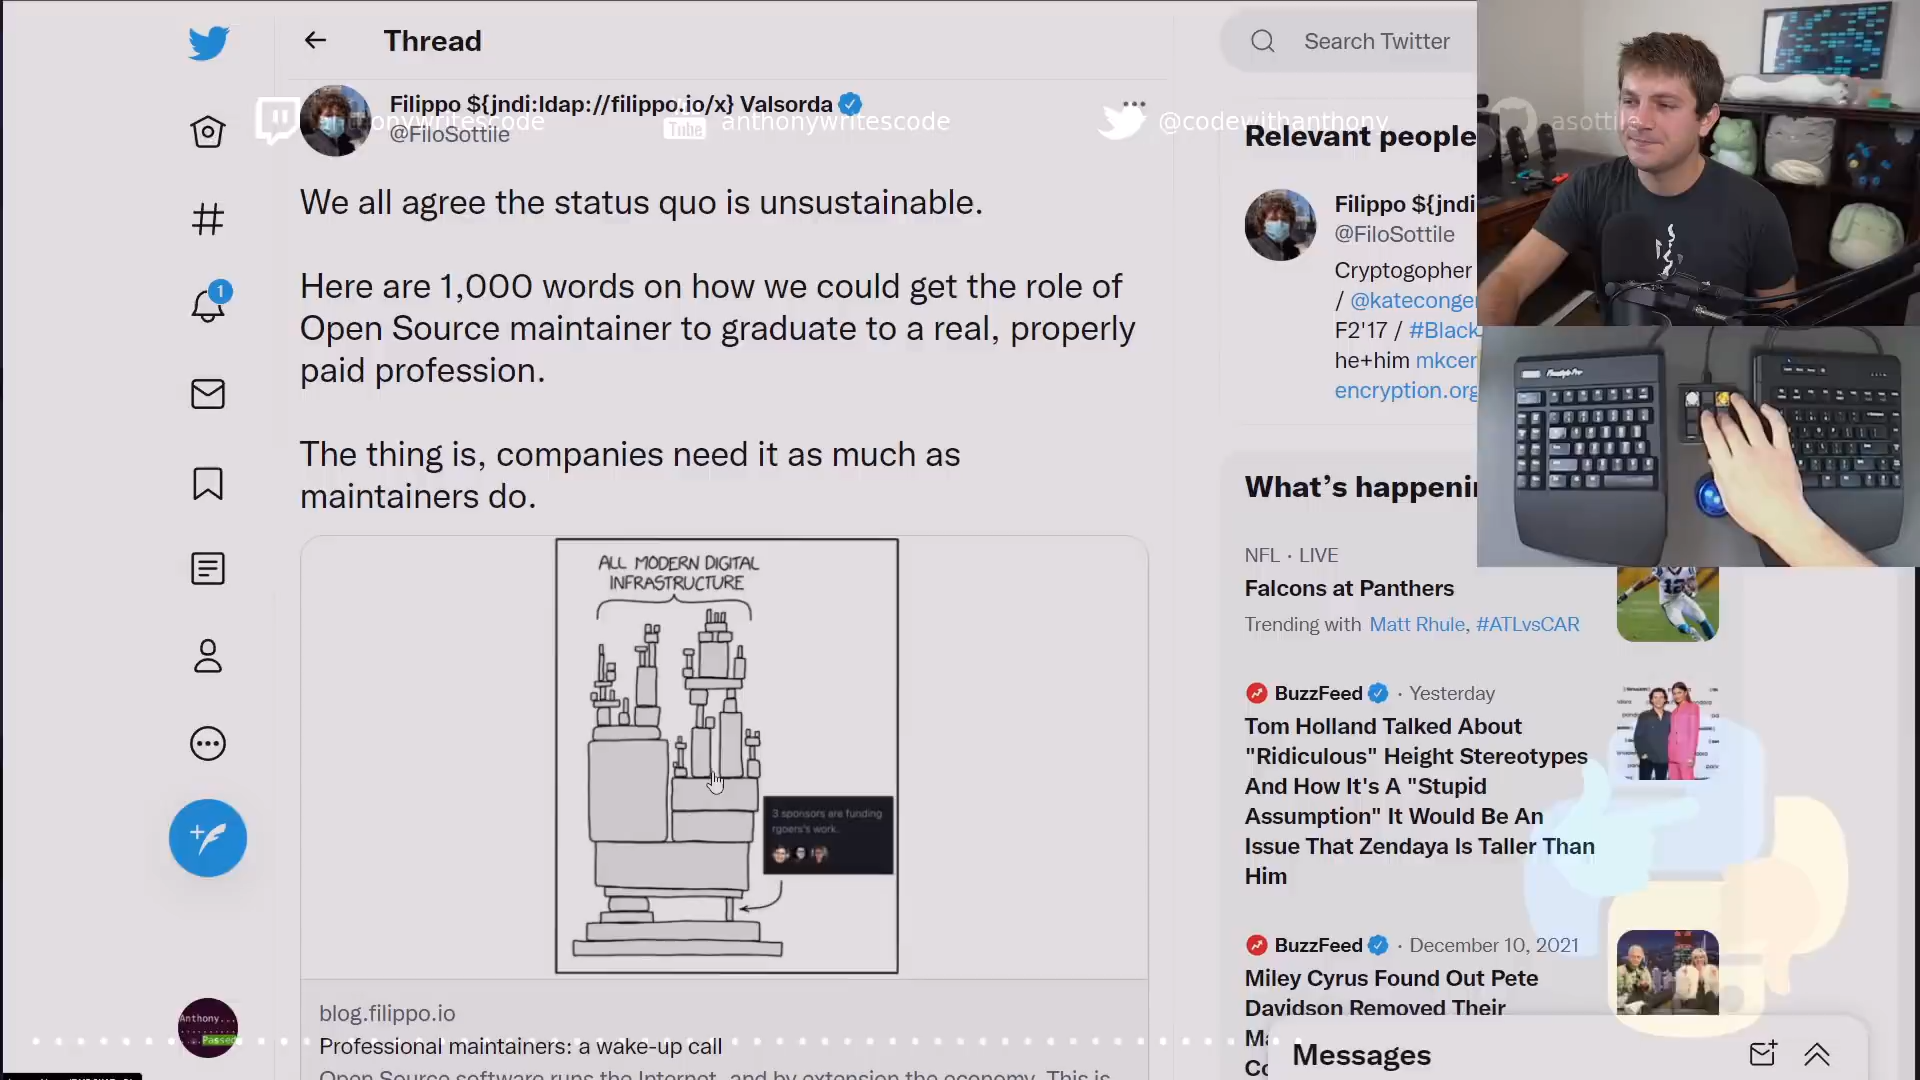 Thread
Search Twitter
Filippo ${jndi:ldap://filippo.io/x} Valsorda
@FiloSottile
anthonywritescode
@codewithanthony
asottile
We all agree the status quo is unsustainable.
Here are 1,000 words on how we could get the role of
Open Source maintainer to graduate to a real, properly
paid profession.
The thing is, companies need it as much as
maintainers do.
ALL MODERN DIGITAL
INFRASTRUCTURE
3 sponsors are funding
rgoers's work.
blog.filippo.io
Professional maintainers: a wake-up call
Open Source software runs the Internet, and by extension the economy. This is
Relevant people
Filippo ${jndi
@FiloSottile
Cryptogopher
/ @kateconger
F2'17 / #Black
he+him mkcer
encryption.org
What's happenin
NFL · LIVE
Falcons at Panthers
Trending with Matt Rhule, #ATLvsCAR
BuzzFeed · Yesterday
Tom Holland Talked About
"Ridiculous" Height Stereotypes
And How It's A "Stupid
Assumption" It Would Be An
Issue That Zendaya Is Taller Than
Him
BuzzFeed · December 10, 2021
Miley Cyrus Found Out Pete
Davidson Removed Their
Messages
1
Anthony...
Passed
Tube